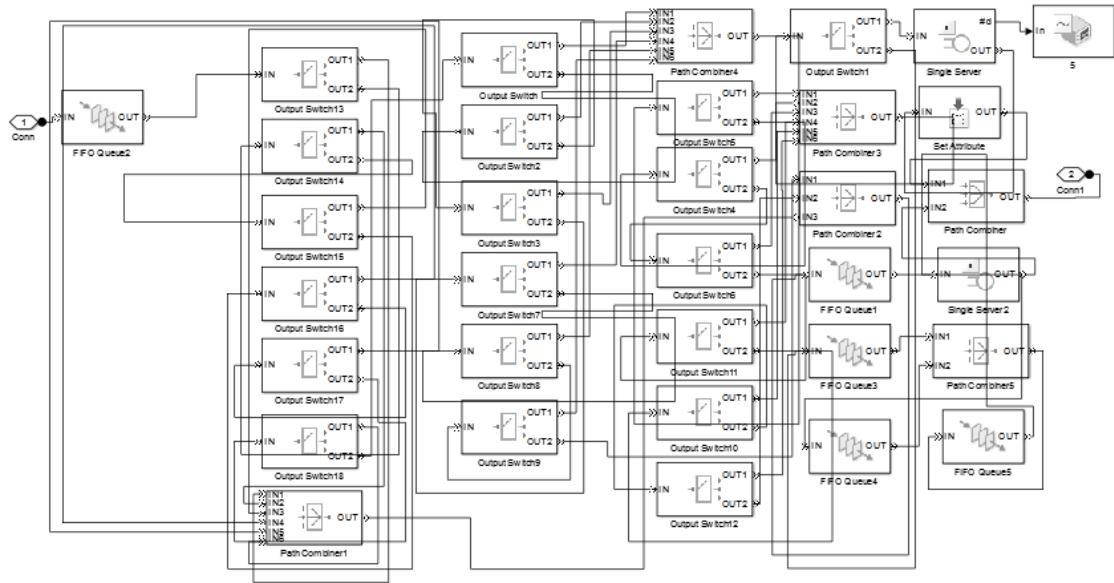 1
Conn
IN
OUT
FIFO Queue2
IN
OUT1
OUT2
Output Switch13
IN
OUT1
OUT2
Output Switch14
IN
OUT1
OUT2
Output Switch15
IN
OUT1
OUT2
Output Switch16
IN
OUT1
OUT2
Output Switch17
IN
OUT1
OUT2
Output Switch18
IN1
IN2
IN3
IN4
IN5
IN6
OUT
Path Combiner1
IN
OUT1
OUT2
Output Switch
IN
OUT1
OUT2
Output Switch2
IN
OUT1
OUT2
Output Switch3
IN
OUT1
OUT2
Output Switch7
IN
OUT1
OUT2
Output Switch8
IN
OUT1
OUT2
Output Switch9
IN1
IN2
IN3
IN4
IN5
IN6
OUT
Path Combiner4
IN
OUT1
OUT2
Output Switch5
IN
OUT1
OUT2
Output Switch4
IN
OUT1
OUT2
Output Switch6
IN
OUT1
OUT2
Output Switch11
IN
OUT1
OUT2
Output Switch10
IN
OUT1
OUT2
Output Switch12
IN
OUT1
OUT2
Output Switch1
IN1
IN2
IN3
IN4
IN5
IN6
OUT
Path Combiner3
IN1
IN2
IN3
OUT
Path Combiner2
IN
OUT
FIFO Queue1
IN
OUT
FIFO Queue3
IN
OUT
FIFO Queue4
IN
#d
OUT
Single Server
IN
OUT
Set Attribute
IN1
IN2
OUT
Path Combiner
IN
OUT
Single Server2
IN1
IN2
OUT
Path Combiner5
IN
OUT
FIFO Queue5
In
5
2
Conn1